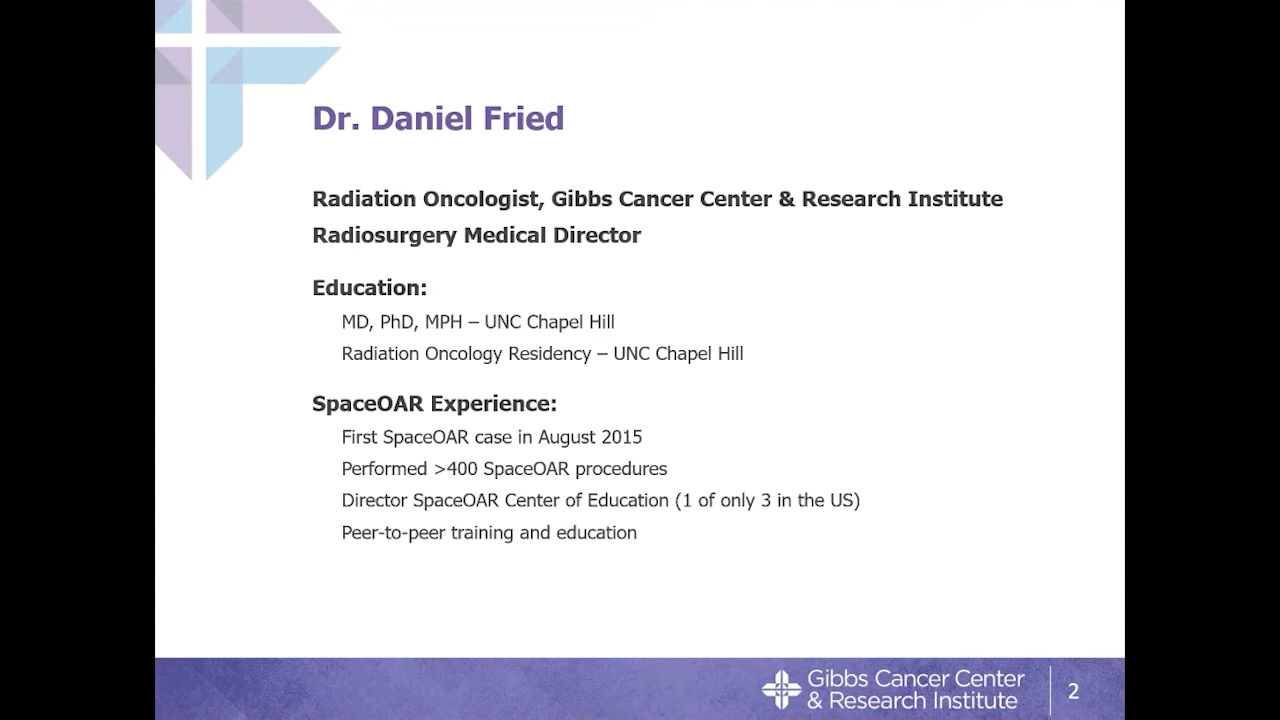 Dr. Daniel Fried
Radiation Oncologist, Gibbs Cancer Center & Research Institute
Radiosurgery Medical Director
Education:
MD, PhD, MPH – UNC Chapel Hill
Radiation Oncology Residency – UNC Chapel Hill
SpaceOAR Experience:
First SpaceOAR case in August 2015
Performed >400 SpaceOAR procedures
Director SpaceOAR Center of Education (1 of only 3 in the US)
Peer-to-peer training and education
Gibbs Cancer Center
& Research Institute
2